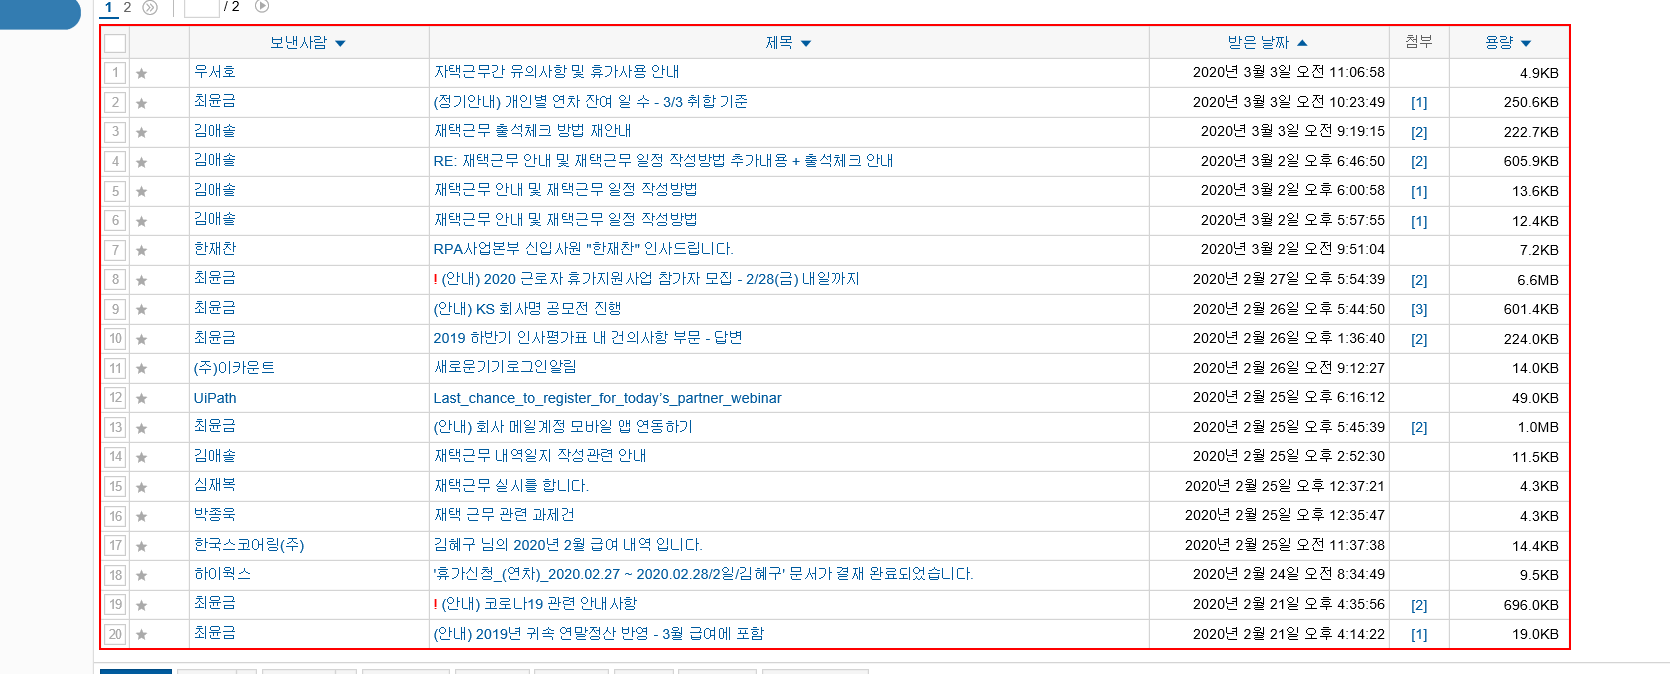 1 2 / 2
보낸사람 제목 받은 날짜 첨부 용량
1 우서호 자택근무간 유의사항 및 휴가사용 안내 2020년 3월 3일 오전 11:06:58 4.9KB
2 최윤금 (정기안내) 개인별 연차 잔여 일 수 - 3/3 취합 기준 2020년 3월 3일 오전 10:23:49 [1] 250.6KB
3 김애솔 재택근무 출석체크 방법 재안내 2020년 3월 3일 오전 9:19:15 [2] 222.7KB
4 김애솔 RE: 재택근무 안내 및 재택근무 일정 작성방법 추가내용 + 출석체크 안내 2020년 3월 2일 오후 6:46:50 [2] 605.9KB
5 김애솔 재택근무 안내 및 재택근무 일정 작성방법 2020년 3월 2일 오후 6:00:58 [1] 13.6KB
6 김애솔 재택근무 안내 및 재택근무 일정 작성방법 2020년 3월 2일 오후 5:57:55 [1] 12.4KB
7 한재찬 RPA사업본부 신입사원 "한재찬" 인사드립니다. 2020년 3월 2일 오전 9:51:04 7.2KB
8 최윤금 ! (안내) 2020 근로자 휴가지원사업 참가자 모집 - 2/28(금) 내일까지 2020년 2월 27일 오후 5:54:39 [2] 6.6MB
9 최윤금 (안내) KS 회사명 공모전 진행 2020년 2월 26일 오후 5:44:50 [3] 601.4KB
10 최윤금 2019 하반기 인사평가표 내 건의사항 부문 - 답변 2020년 2월 26일 오후 1:36:40 [2] 224.0KB
11 (주)이카운트 새로운기기로그인알림 2020년 2월 26일 오전 9:12:27 14.0KB
12 UiPath Last_chance_to_register_for_today's_partner_webinar 2020년 2월 25일 오후 6:16:12 49.0KB
13 최윤금 (안내) 회사 메일계정 모바일 앱 연동하기 2020년 2월 25일 오후 5:45:39 [2] 1.0MB
14 김애솔 재택근무 내역일지 작성관련 안내 2020년 2월 25일 오후 2:52:30 11.5KB
15 심재복 재택근무 실시를 합니다. 2020년 2월 25일 오후 12:37:21 4.3KB
16 박종욱 재택 근무 관련 과제건 2020년 2월 25일 오후 12:35:47 4.3KB
17 한국스코어링(주) 김혜구 님의 2020년 2월 급여 내역 입니다. 2020년 2월 25일 오전 11:37:38 14.4KB
18 하이웍스 '휴가신청_(연차)_2020.02.27 ~ 2020.02.28/2일/김혜구' 문서가 결재 완료되었습니다. 2020년 2월 24일 오전 8:34:49 9.5KB
19 최윤금 ! (안내) 코로나19 관련 안내사항 2020년 2월 21일 오후 4:35:56 [2] 696.0KB
20 최윤금 (안내) 2019년 귀속 연말정산 반영 - 3월 급여에 포함 2020년 2월 21일 오후 4:14:22 [1] 19.0KB